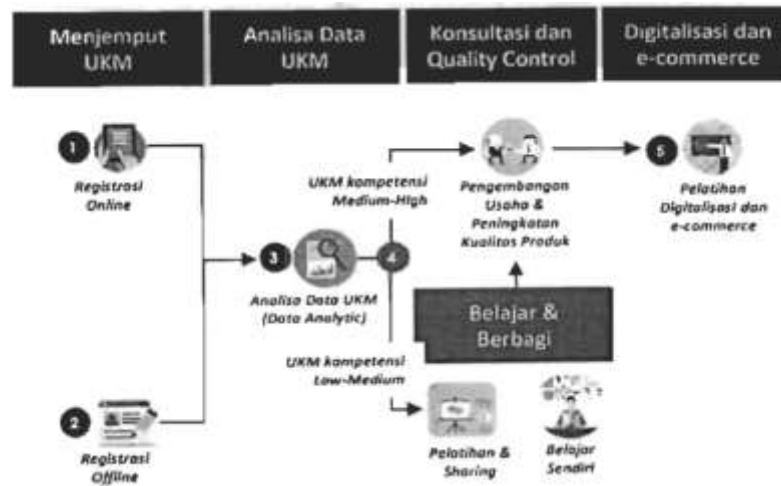 Menjemput
UKM
Analisa Data
UKM
Konsultasi dan
Quality Control
Digitalisasi dan
e-commerce
1
Registrasi
Online
2
Registrasi
Offline
3
Analisa Data UKM
(Data Analytic)
4
UKM kompetensi
Medium-High
UKM kompetensi
Low-Medium
Pengembangan
Usaha &
Peningkatan
Kualitas Produk
Belajar &
Berbagi
Pelatihan &
Sharing
Belajar
Sendiri
5
Pelatihan
Digitalisasi dan
e-commerce